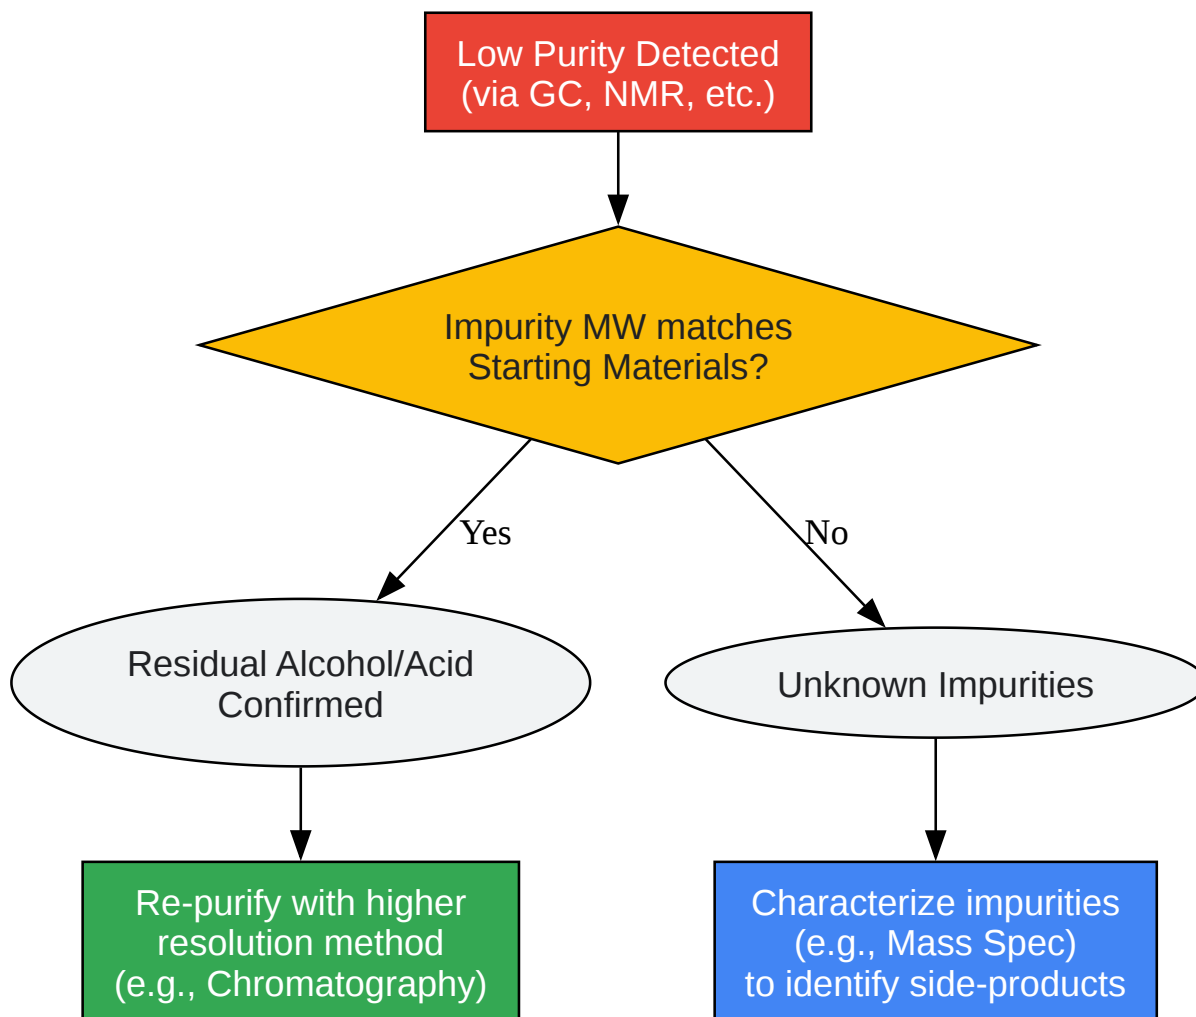 Low Purity Detected
(via GC, NMR, etc.)
Impurity MW matches
Starting Materials?
Yes
No
Residual Alcohol/Acid
Confirmed
Unknown Impurities
Re-purify with higher
resolution method
(e.g., Chromatography)
Characterize impurities
(e.g., Mass Spec)
to identify side-products